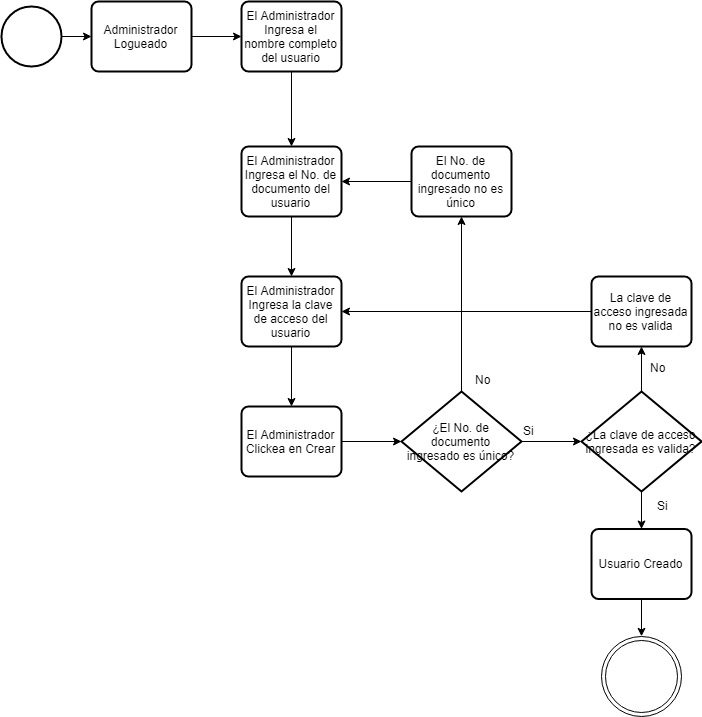 Administrador
Logueado
El Administrador
Ingresa el
nombre completo
del usuario
El Administrador
Ingresa el No. de
documento del
usuario
El No. de
documento
ingresado no es
único
El Administrador
Ingresa la clave
de acceso del
usuario
La clave de
acceso ingresada
no es valida
No
No
El Administrador
Clickea en Crear
¿El No. de
documento
ingresado es único?
Si
¿La clave de acceso
ingresada es valida?
Si
Usuario Creado